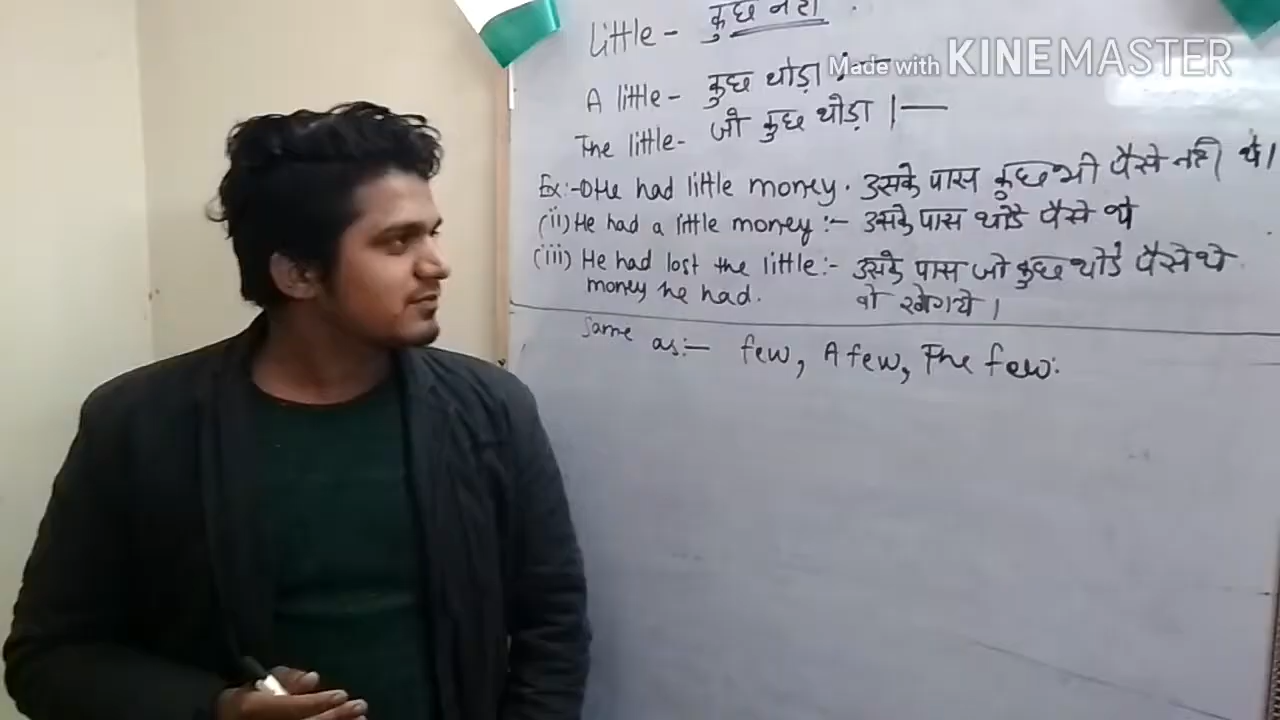 Little - कुछ नही
Made with KINEMASTER
A little - कुछ थोड़ा
The little - जो कुछ थोड़ा ।—
Ex:- (i) He had little money. उसके पास कुछ भी पैसे नही थे।
(ii) He had a little money :- उसके पास थोडे पैसे थे
(iii) He had lost the little :- उसके पास जो कुछ थोडे पैसे थे
money he had. वो खो गये ।
Same as:- few, A few, The few: